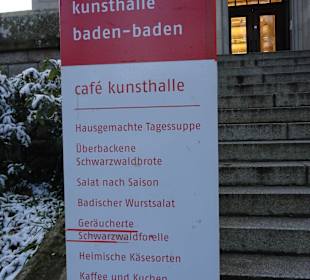 kunsthalle
baden-baden
café kunsthalle
Hausgemachte Tagessuppe
Überbackene
Schwarzwaldbrote
Salat nach Saison
Badischer Wurstsalat
Geräucherte
Schwarzwaldforelle
Heimische Käsesorten
Kaffee und Kuchen